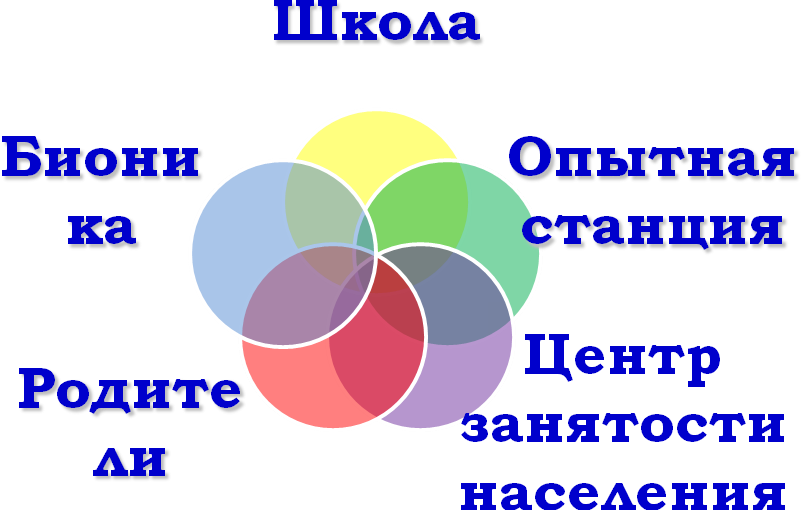 Школа
Биони
ка
Опытная
станция
Родите
ли
Центр
занятости
населения